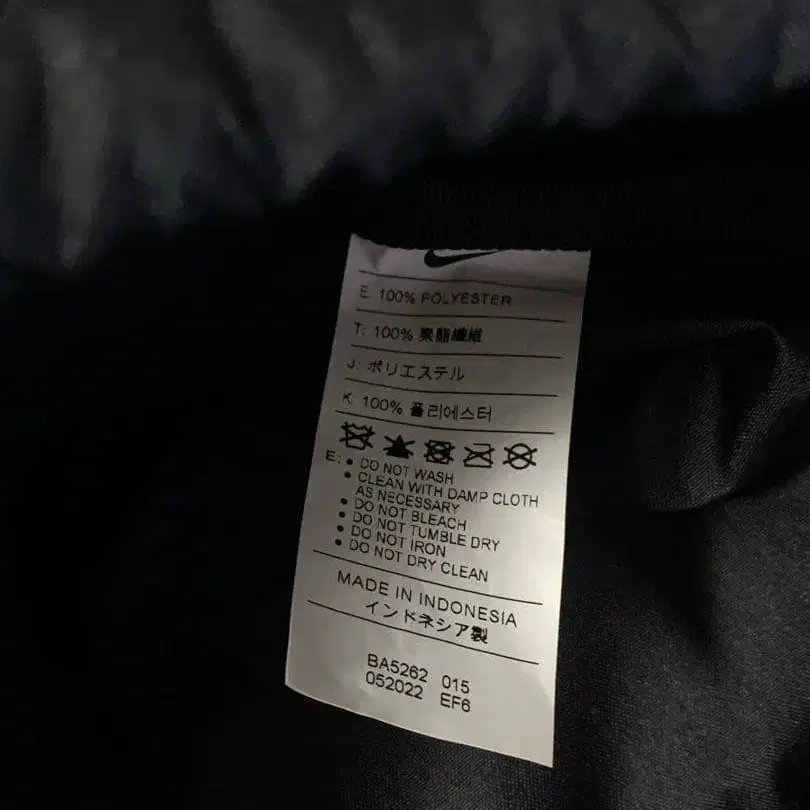 E: 100% POLYESTER
T: 100% 聚酯纖維
J: ポリエステル
K: 100% 폴리에스터
E: • DO NOT WASH
• CLEAN WITH DAMP CLOTH
AS NECESSARY
• DO NOT BLEACH
• DO NOT TUMBLE DRY
• DO NOT IRON
• DO NOT DRY CLEAN
MADE IN INDONESIA
インドネシア製
BA5262 015
052022 EF6